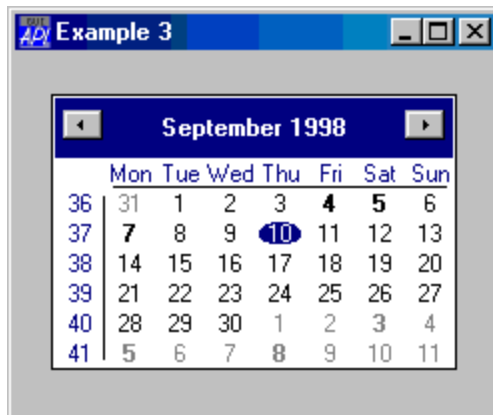 API Example 3
September 1998
Mon Tue Wed Thu Fri Sat Sun
36 31 1 2 3 4 5 6
37 7 8 9 10 11 12 13
38 14 15 16 17 18 19 20
39 21 22 23 24 25 26 27
40 28 29 30 1 2 3 4
41 5 6 7 8 9 10 11